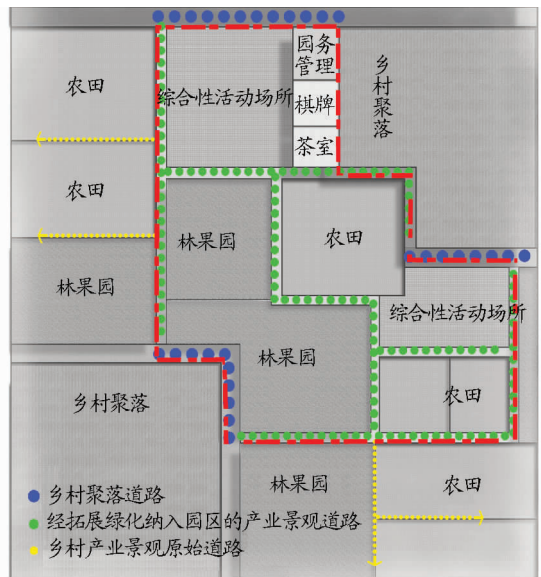 园务
管理
农田
综合性活动场所
乡村聚落
棋牌
茶室
农田
林果园
农田
林果园
综合性活动场所
林果园
农田
乡村聚落
林果园
农田
乡村聚落道路
经拓展绿化纳入园区的产业景观道路
乡村产业景观原始道路